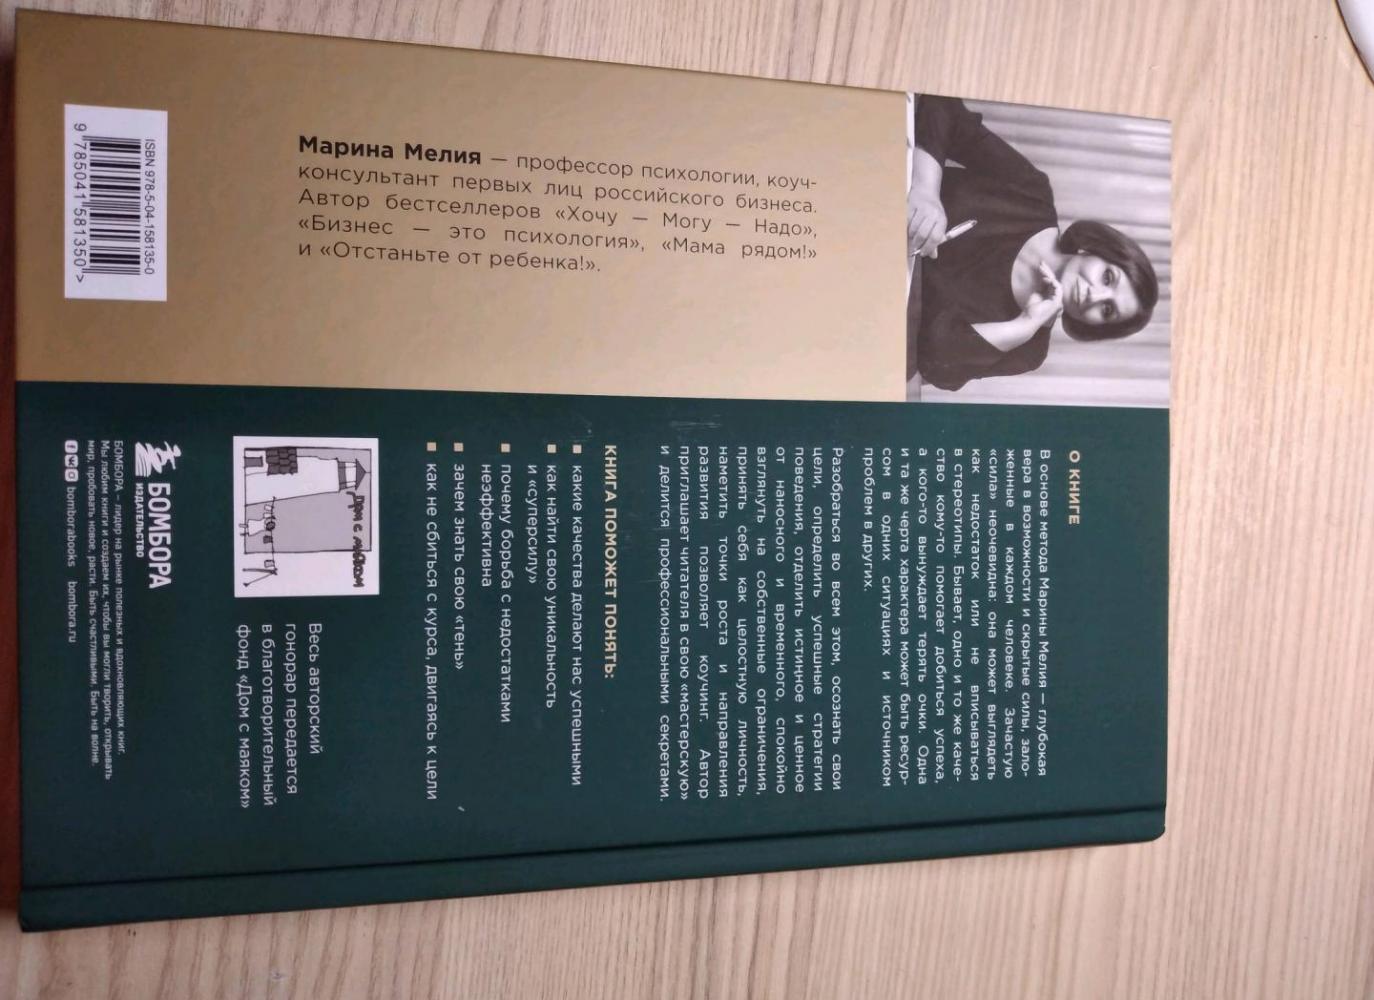 О КНИГЕ
В основе метода Марины Мелия — глубокая
вера в возможности и скрытые силы, зало-
женные в каждом человеке. Зачастую
«сила» неочевидна: она может выглядеть
как недостаток или не вписываться
в стереотипы. Бывает, одно и то же каче-
ство кому-то помогает добиться успеха,
а кого-то вынуждает терять очки. Одна
и та же черта характера может быть ресур-
сом в одних ситуациях и источником
проблем в других.
Разобраться во всем этом, осознать свои
цели, определить успешные стратегии
поведения, отделить истинное и ценное
от наносного и временного, спокойно
взглянуть на собственные ограничения,
принять себя как целостную личность,
наметить точки роста и направления
развития позволяет коучинг. Автор
приглашает читателя в свою «мастерскую»
и делится профессиональными секретами.
КНИГА ПОМОЖЕТ ПОНЯТЬ:
какие качества делают нас успешными
как найти свою уникальность
и «суперсилу»
почему борьба с недостатками
неэффективна
зачем знать свою «тень»
как не сбиться с курса, двигаясь к цели
Дом с маяком
Весь авторский
гонорар передается
в благотворительный
фонд «Дом с маяком»
БОМБОРА
ИЗДАТЕЛЬСТВО
БОМБОРА – лидер на рынке полезных и вдохновляющих книг.
Мы любим книги и создаем их, чтобы вы могли творить, открывать
мир, пробовать новое, расти. Быть счастливыми. Быть на волне.
bomborabooks bombora.ru
Марина Мелия — профессор психологии, коуч-
консультант первых лиц российского бизнеса.
Автор бестселлеров «Хочу — Могу — Надо»,
«Бизнес — это психология», «Мама рядом!»
и «Отстаньте от ребенка!».
ISBN 978-5-04-158135-0
9 785041 581350 >